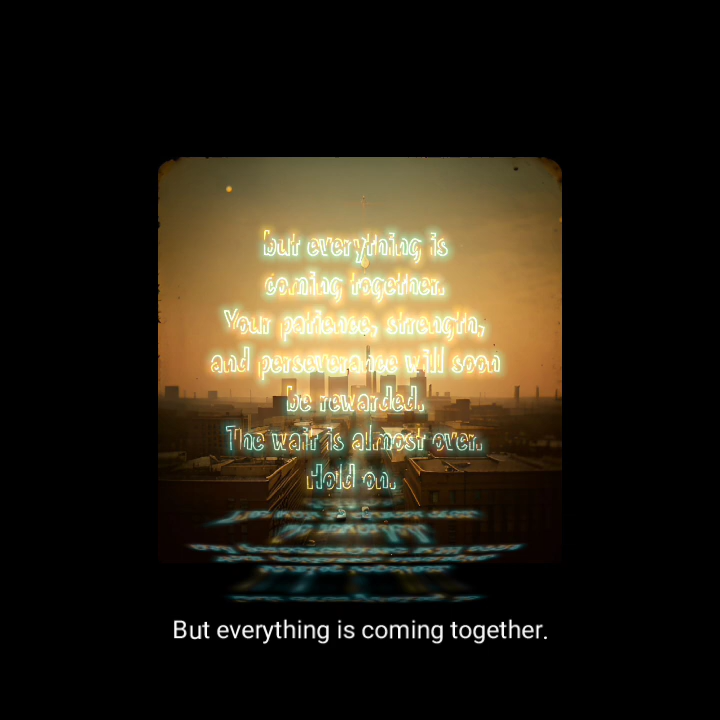 but everything is
coming together.
Your patience, strength,
and perseverance will soon
be rewarded.
The wait is almost over.
Hold on.
But everything is coming together.